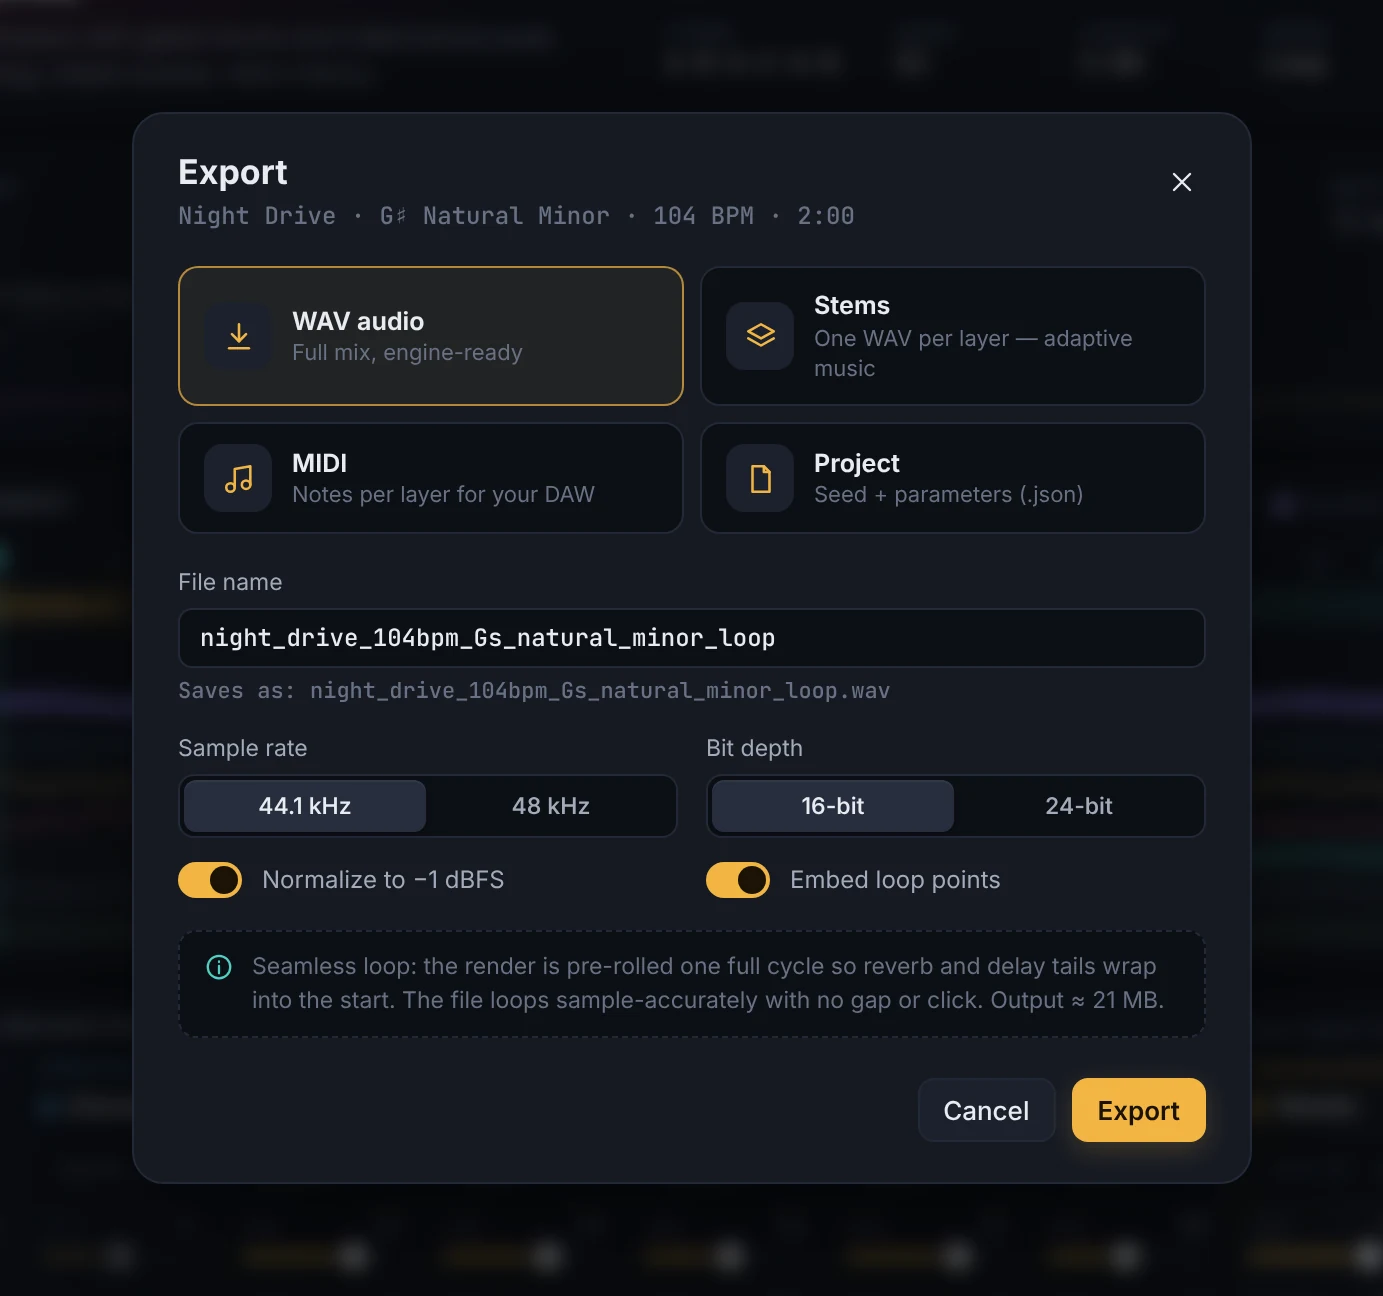 Export
Night Drive · G♯ Natural Minor · 104 BPM · 2:00
WAV audio
Full mix, engine-ready
Stems
One WAV per layer — adaptive
music
MIDI
Notes per layer for your DAW
Project
Seed + parameters (.json)
File name
night_drive_104bpm_Gs_natural_minor_loop
Saves as: night_drive_104bpm_Gs_natural_minor_loop.wav
Sample rate
Bit depth
44.1 kHz
48 kHz
16-bit
24-bit
Normalize to −1 dBFS
Embed loop points
Seamless loop: the render is pre-rolled one full cycle so reverb and delay tails wrap
into the start. The file loops sample-accurately with no gap or click. Output ≈ 21 MB.
Cancel
Export